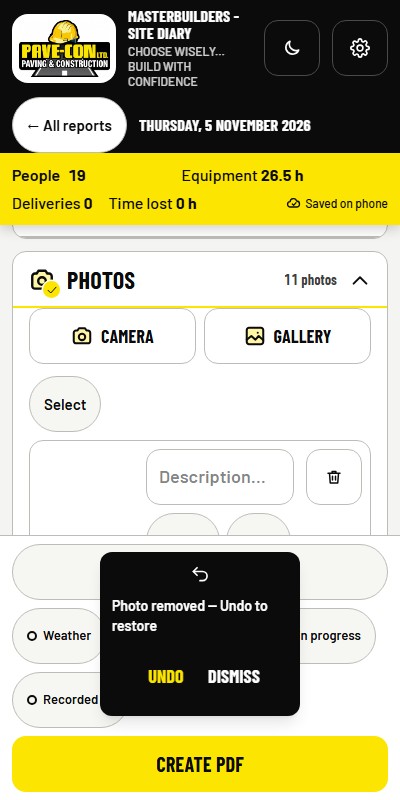 PAVE-CON LTD.
PAVING & CONSTRUCTION
MASTERBUILDERS –
SITE DIARY
CHOOSE WISELY...
BUILD WITH
CONFIDENCE
← All reports
THURSDAY, 5 NOVEMBER 2026
People 19
Equipment 26.5 h
Deliveries 0
Time lost 0 h
Saved on phone
PHOTOS
11 photos
CAMERA
GALLERY
Select
Description...
Photo removed — Undo to
restore
UNDO
DISMISS
Weather
n progress
Recorded
CREATE PDF